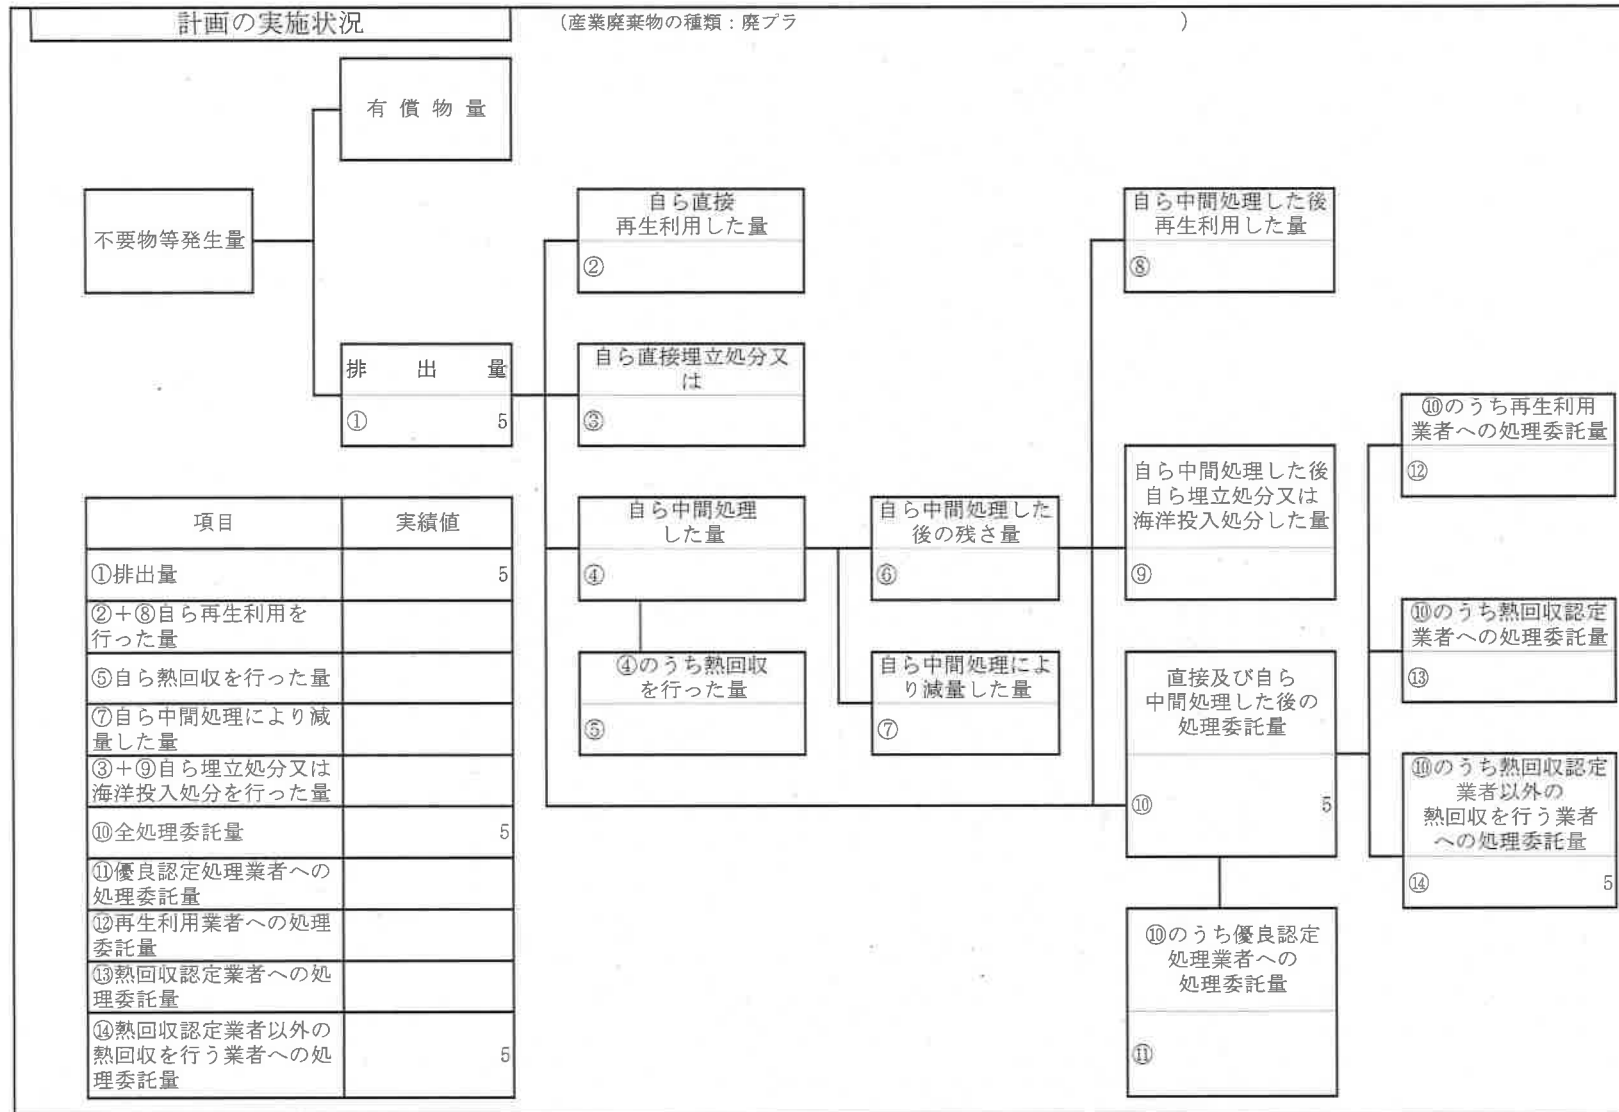 計画の実施状況
(産業廃棄物の種類：廃プラ )
有償物量
不要物等発生量
排出量
① 5
自ら直接
再生利用した量
②
自ら直接埋立処分又
は
③
自ら中間処理
した量
④
④のうち熱回収
を行った量
⑤
自ら中間処理した
後の残さ量
⑥
自ら中間処理によ
り減量した量
⑦
自ら中間処理した後
再生利用した量
⑧
自ら中間処理した後
自ら埋立処分又は
海洋投入処分した量
⑨
直接及び自ら
中間処理した後の
処理委託量
⑩ 5
⑩のうち優良認定
処理業者への
処理委託量
⑪
⑩のうち再生利用
業者への処理委託量
⑫
⑩のうち熱回収認定
業者への処理委託量
⑬
⑩のうち熱回収認定
業者以外の
熱回収を行う業者
への処理委託量
⑭ 5
項目 実績値
①排出量 5
②+⑧自ら再生利用を
行った量
⑤自ら熱回収を行った量
⑦自ら中間処理により減
量した量
③+⑨自ら埋立処分又は
海洋投入処分を行った量
⑩全処理委託量 5
⑪優良認定処理業者への
処理委託量
⑫再生利用業者への処理
委託量
⑬熱回収認定業者への処
理委託量
⑭熱回収認定業者以外の
熱回収を行う業者への処 5
理委託量